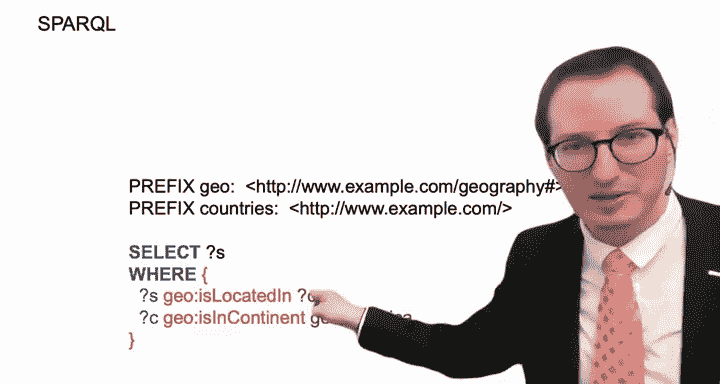 SPARQL
PREFIX geo: <http://www.example.com/geography#>
PREFIX countries: <http://www.example.com/>
SELECT ?s
WHERE {
?s geo:isLocatedIn
?c geo:isInContinent
}